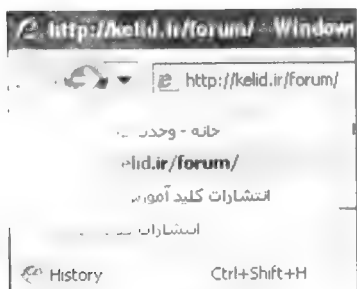 http://kelid.ir/forum/ - Window
http://kelid.ir/forum/
خانه - وحدت
elid.ir/forum/
انتشارات کلید آموزش
انتشارات
History Ctrl+Shift+H